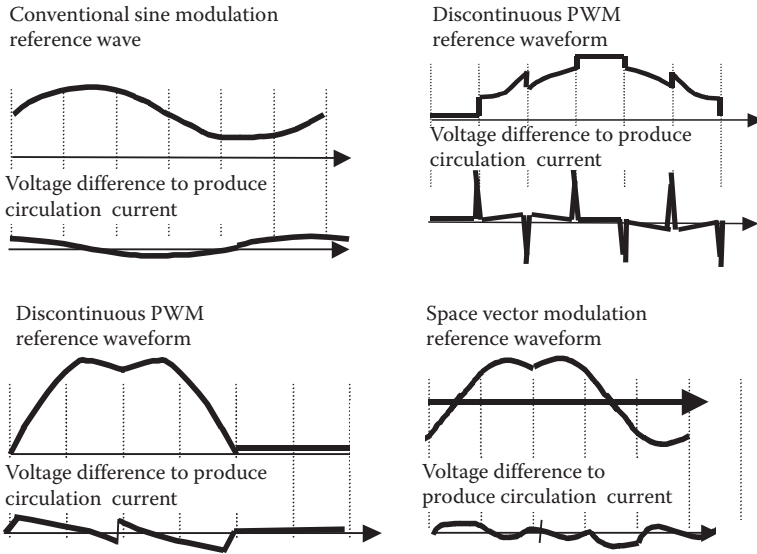 Conventional sine modulation
reference wave
Voltage difference to produce
circulation current
Discontinuous PWM
reference waveform
Voltage difference to produce
circulation current
Discontinuous PWM
reference waveform
Voltage difference to produce
circulation current
Space vector modulation
reference waveform
Voltage difference to
produce circulation current